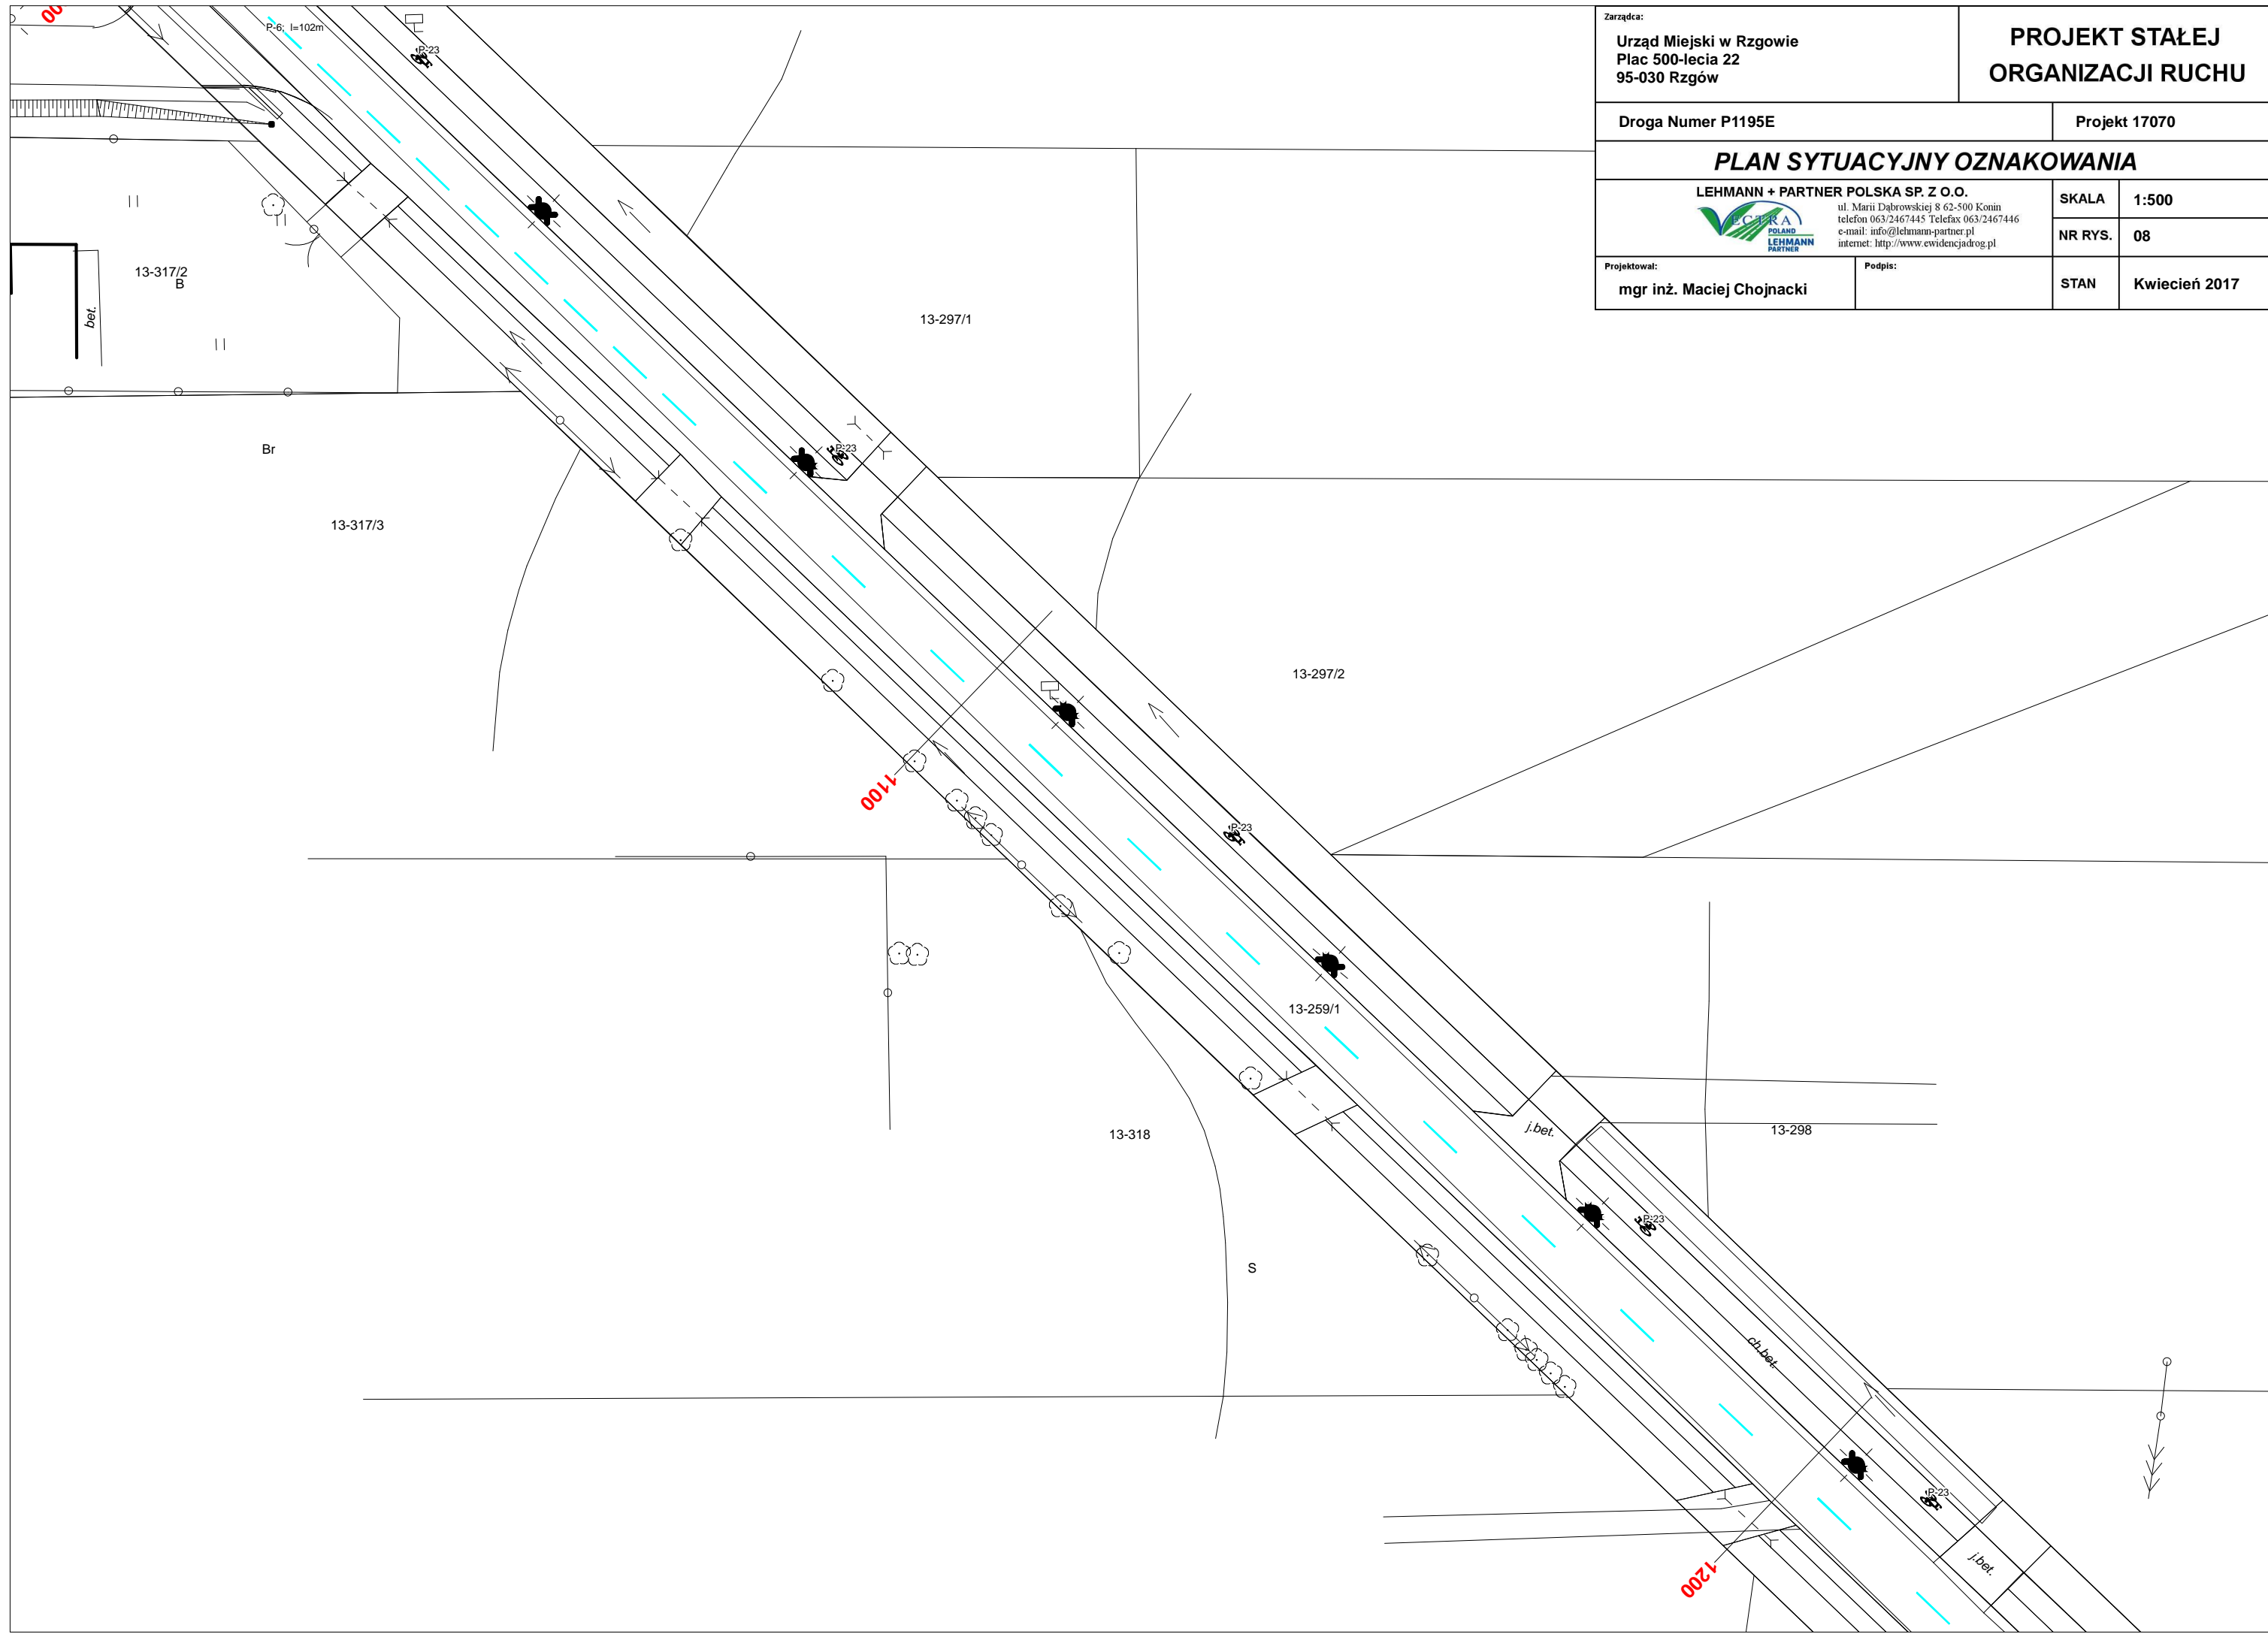 00
P-6; l=102m
P-23
Zarządca:
Urząd Miejski w Rzgowie
Plac 500-lecia 22
95-030 Rzgów
PROJEKT STAŁEJ
ORGANIZACJI RUCHU
Droga Numer P1195E
Projekt 17070
PLAN SYTUACYJNY OZNAKOWANIA
LEHMANN + PARTNER POLSKA SP. Z O.O.
VECTRA
POLAND
LEHMANN
PARTNER
ul. Marii Dąbrowskiej 8 62-500 Konin
telefon 063/2467445 Telefax 063/2467446
e-mail: info@lehmann-partner.pl
internet: http://www.ewidencjadrog.pl
SKALA 1:500
NR RYS. 08
Projektował:
mgr inż. Maciej Chojnacki
Podpis:
STAN Kwiecień 2017
13-317/2
B
bet.
13-297/1
Br
P-23
13-317/3
13-297/2
1100
P-23
13-259/1
13-318
j.bet.
13-298
P-23
S
ch.bet.
P-23
j.bet.
1200